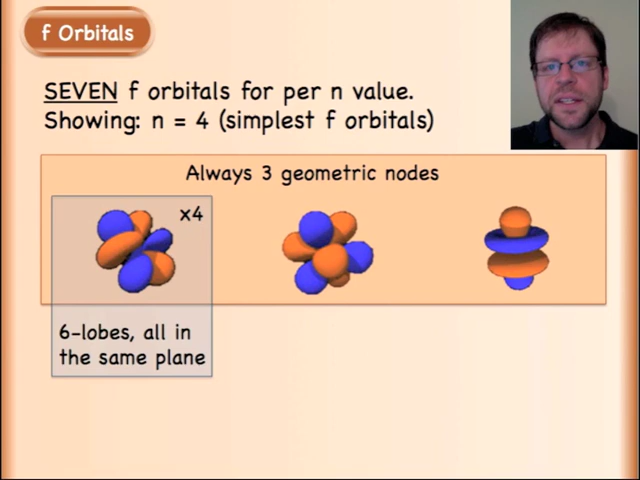 f Orbitals
SEVEN f orbitals for per n value.
Showing: n = 4 (simplest f orbitals)
Always 3 geometric nodes
x4
6-lobes, all in
the same plane